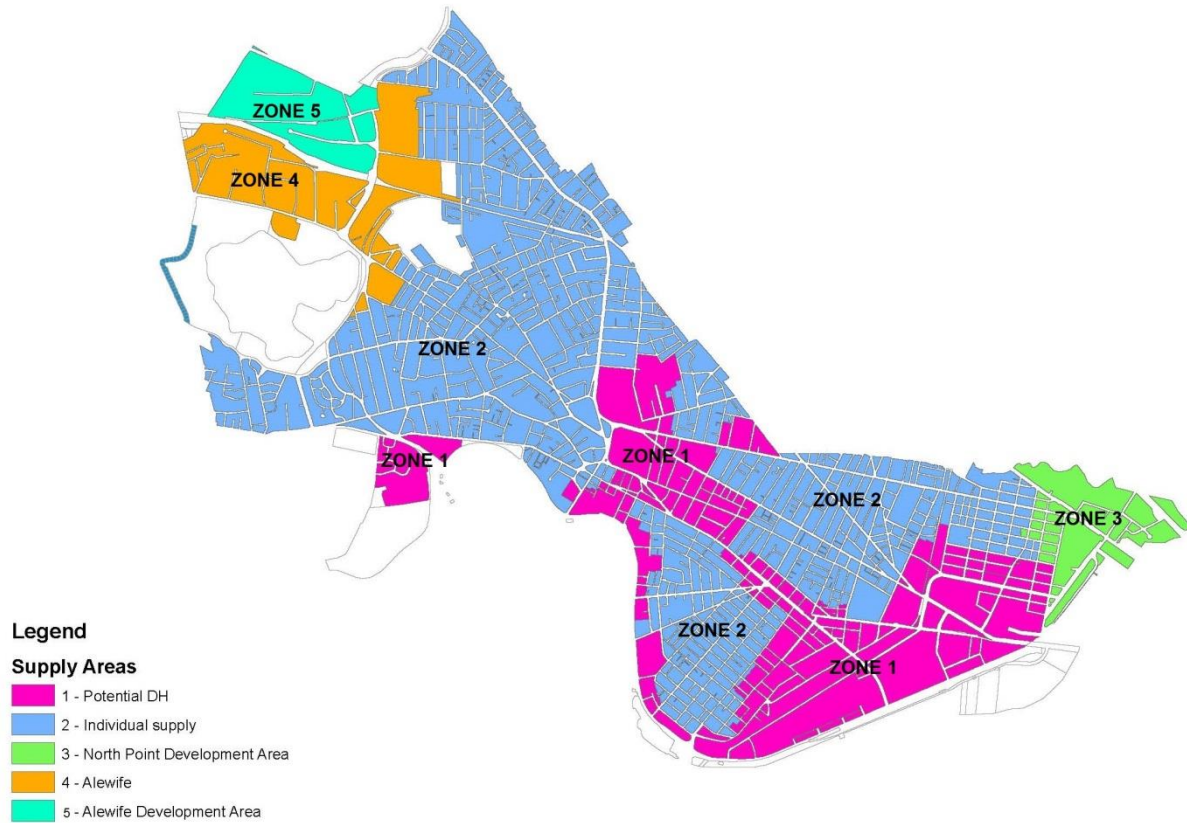 ZONE 5
ZONE 4
ZONE 2
ZONE 1
ZONE 1
ZONE 2
ZONE 3
ZONE 2
ZONE 1
Legend
Supply Areas
1 - Potential DH
2 - Individual supply
3 - North Point Development Area
4 - Alewife
5 - Alewife Development Area